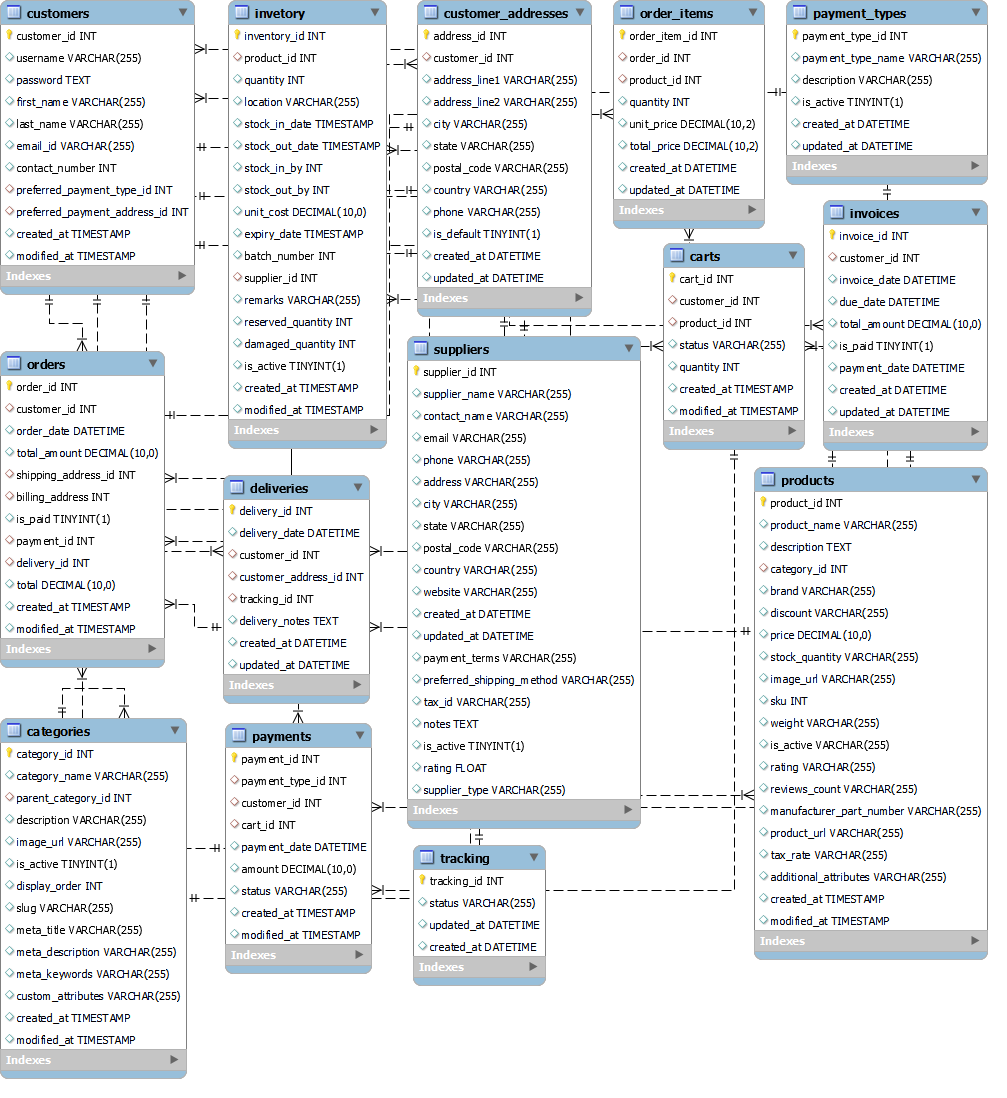 customers
customer_id INT
username VARCHAR(255)
password TEXT
first_name VARCHAR(255)
last_name VARCHAR(255)
email_id VARCHAR(255)
contact_number INT
preferred_payment_type_id INT
preferred_payment_address_id INT
created_at TIMESTAMP
modified_at TIMESTAMP
Indexes
invetory
inventory_id INT
product_id INT
quantity INT
location VARCHAR(255)
stock_in_date TIMESTAMP
stock_out_date TIMESTAMP
stock_in_by INT
stock_out_by INT
unit_cost DECIMAL(10,0)
expiry_date TIMESTAMP
batch_number INT
supplier_id INT
remarks VARCHAR(255)
reserved_quantity INT
damaged_quantity INT
is_active TINYINT(1)
created_at TIMESTAMP
modified_at TIMESTAMP
Indexes
customer_addresses
address_id INT
customer_id INT
address_line1 VARCHAR(255)
address_line2 VARCHAR(255)
city VARCHAR(255)
state VARCHAR(255)
postal_code VARCHAR(255)
country VARCHAR(255)
phone VARCHAR(255)
is_default TINYINT(1)
created_at DATETIME
updated_at DATETIME
Indexes
order_items
order_item_id INT
order_id INT
product_id INT
quantity INT
unit_price DECIMAL(10,2)
total_price DECIMAL(10,2)
created_at DATETIME
updated_at DATETIME
Indexes
payment_types
payment_type_id INT
payment_type_name VARCHAR(255)
description VARCHAR(255)
is_active TINYINT(1)
created_at DATETIME
updated_at DATETIME
Indexes
invoices
invoice_id INT
customer_id INT
invoice_date DATETIME
due_date DATETIME
total_amount DECIMAL(10,0)
is_paid TINYINT(1)
payment_date DATETIME
created_at DATETIME
updated_at DATETIME
Indexes
carts
cart_id INT
customer_id INT
product_id INT
status VARCHAR(255)
quantity INT
created_at TIMESTAMP
modified_at TIMESTAMP
Indexes
orders
order_id INT
customer_id INT
order_date DATETIME
total_amount DECIMAL(10,0)
shipping_address_id INT
billing_address INT
is_paid TINYINT(1)
payment_id INT
delivery_id INT
total DECIMAL(10,0)
created_at TIMESTAMP
modified_at TIMESTAMP
Indexes
suppliers
supplier_id INT
supplier_name VARCHAR(255)
contact_name VARCHAR(255)
email VARCHAR(255)
phone VARCHAR(255)
address VARCHAR(255)
city VARCHAR(255)
state VARCHAR(255)
postal_code VARCHAR(255)
country VARCHAR(255)
website VARCHAR(255)
created_at DATETIME
updated_at DATETIME
payment_terms VARCHAR(255)
preferred_shipping_method VARCHAR(255)
tax_id VARCHAR(255)
notes TEXT
is_active TINYINT(1)
rating FLOAT
supplier_type VARCHAR(255)
Indexes
deliveries
delivery_id INT
delivery_date DATETIME
customer_id INT
customer_address_id INT
tracking_id INT
delivery_notes TEXT
created_at DATETIME
updated_at DATETIME
Indexes
products
product_id INT
product_name VARCHAR(255)
description TEXT
category_id INT
brand VARCHAR(255)
discount VARCHAR(255)
price DECIMAL(10,0)
stock_quantity VARCHAR(255)
image_url VARCHAR(255)
sku INT
weight VARCHAR(255)
is_active VARCHAR(255)
rating VARCHAR(255)
reviews_count VARCHAR(255)
manufacturer_part_number VARCHAR(255)
product_url VARCHAR(255)
tax_rate VARCHAR(255)
additional_attributes VARCHAR(255)
created_at TIMESTAMP
modified_at TIMESTAMP
Indexes
categories
category_id INT
category_name VARCHAR(255)
parent_category_id INT
description VARCHAR(255)
image_url VARCHAR(255)
is_active TINYINT(1)
display_order INT
slug VARCHAR(255)
meta_title VARCHAR(255)
meta_description VARCHAR(255)
meta_keywords VARCHAR(255)
custom_attributes VARCHAR(255)
created_at TIMESTAMP
modified_at TIMESTAMP
Indexes
payments
payment_id INT
payment_type_id INT
customer_id INT
cart_id INT
payment_date DATETIME
amount DECIMAL(10,0)
status VARCHAR(255)
created_at TIMESTAMP
modified_at TIMESTAMP
Indexes
tracking
tracking_id INT
status VARCHAR(255)
updated_at DATETIME
created_at DATETIME
Indexes